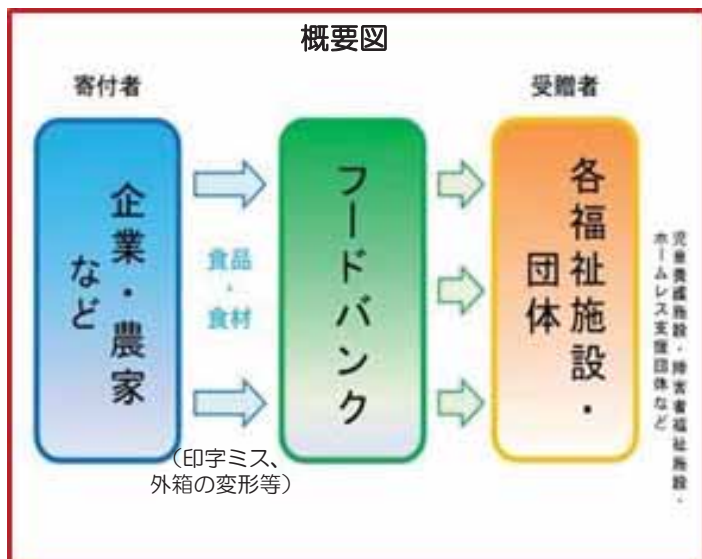 概要図
寄付者
企業・農家
など
食品
・
食材
(印字ミス、
外箱の変形等)
フードバンク
受贈者
各福祉施設・
団体
児童養護施設・障害者福祉施設・
ホームレス支援団体など